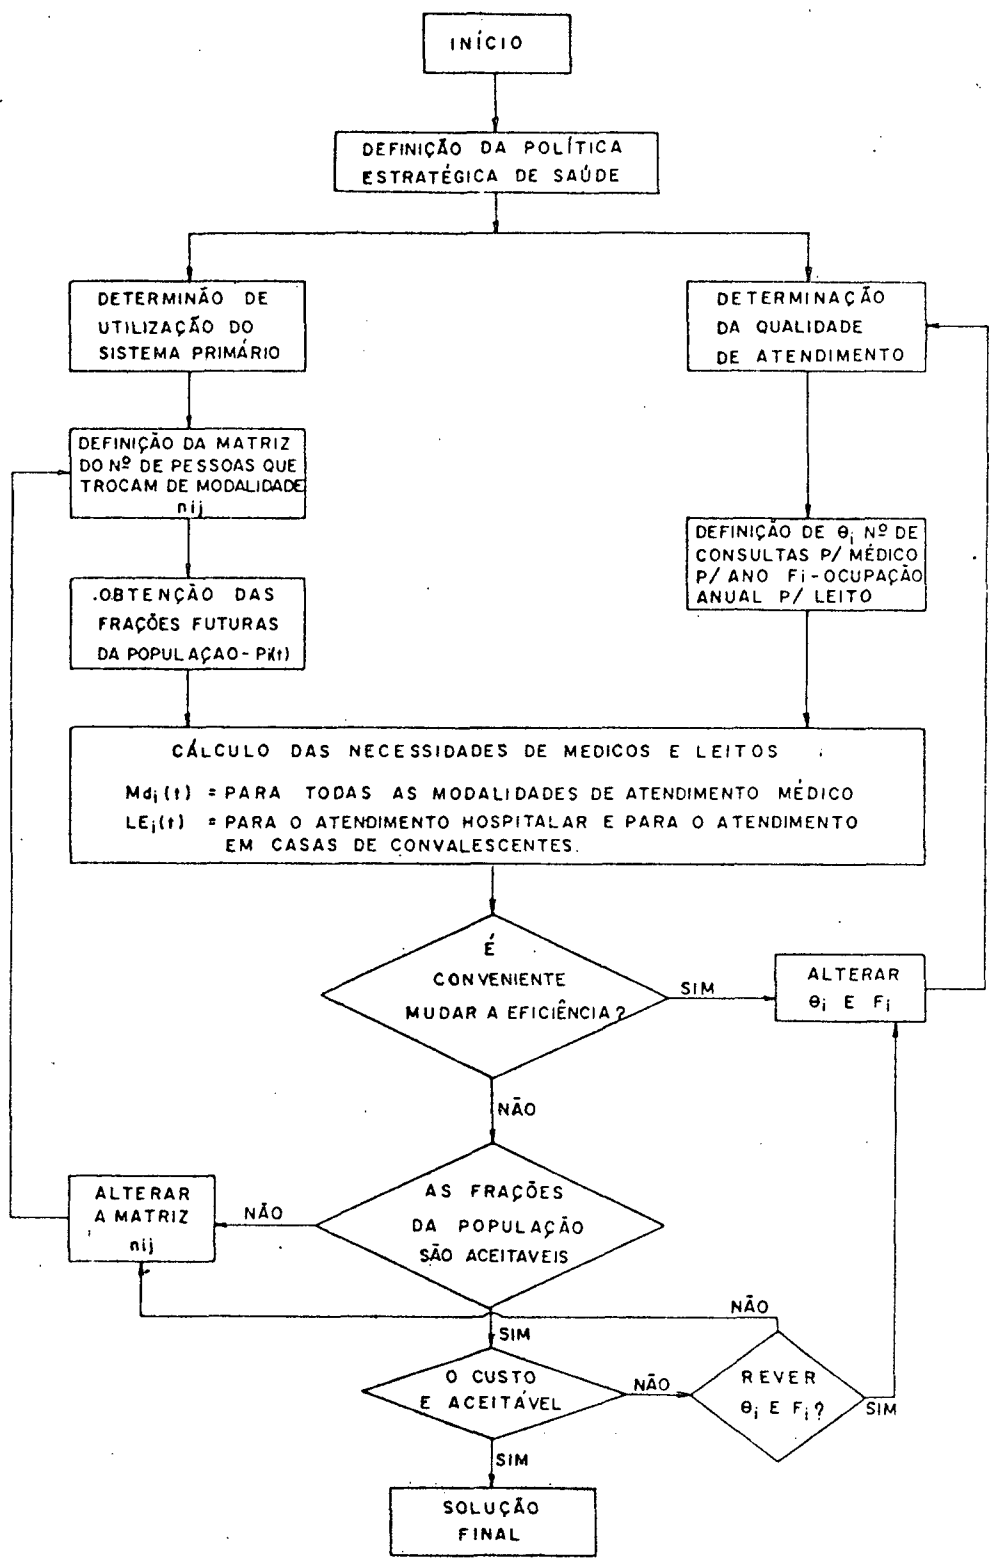 INÍCIO
DEFINIÇÃO DA POLÍTICA
ESTRATÉGICA DE SAÚDE
DETERMINÃO DE
UTILIZAÇÃO DO
SISTEMA PRIMÁRIO
DETERMINAÇÃO
DA QUALIDADE
DE ATENDIMENTO
DEFINIÇÃO DA MATRIZ
DO Nº DE PESSOAS QUE
TROCAM DE MODALIDADE
nij
DEFINIÇÃO DE θi Nº DE
CONSULTAS P/ MÉDICO
P/ ANO Fi-OCUPAÇÃO
ANUAL P/ LEITO
.OBTENÇÃO DAS
FRAÇÕES FUTURAS
DA POPULAÇAO - Pi(t)
CÁLCULO DAS NECESSIDADES DE MEDICOS E LEITOS
Mdi(t) = PARA TODAS AS MODALIDADES DE ATENDIMENTO MÉDICO
LEi(t) = PARA O ATENDIMENTO HOSPITALAR E PARA O ATENDIMENTO
EM CASAS DE CONVALESCENTES.
É
CONVENIENTE
MUDAR A EFICIÊNCIA?
SIM
ALTERAR
θi E Fi
NÃO
AS FRAÇÕES
DA POPULAÇÃO
SÃO ACEITAVEIS
NÃO
ALTERAR
A MATRIZ
nij
SIM
NÃO
O CUSTO
E ACEITÁVEL
NÃO
REVER
θi E Fi?
SIM
SIM
SOLUÇÃO
FINAL